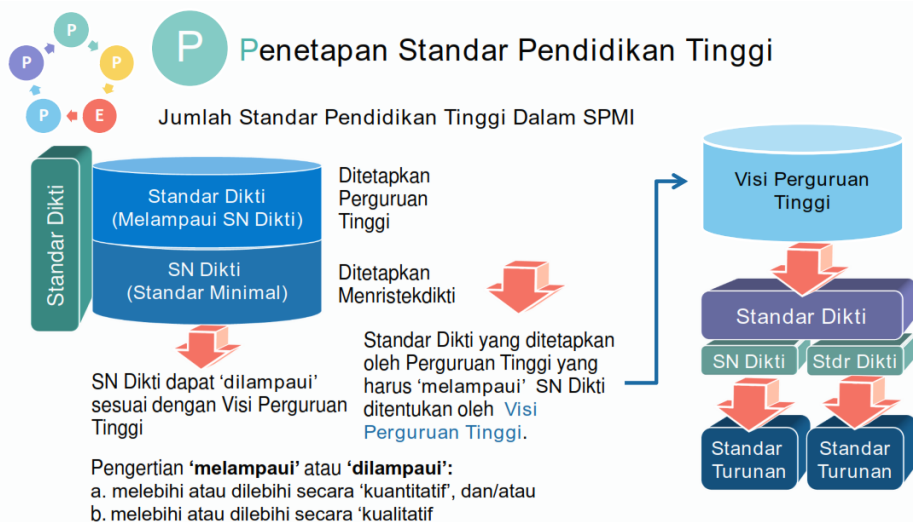 P
P
P
E
P
P
Penetapan Standar Pendidikan Tinggi
Jumlah Standar Pendidikan Tinggi Dalam SPMI
Standar Dikti
Standar Dikti
(Melampaui SN Dikti)
Ditetapkan
Perguruan
Tinggi
SN Dikti
(Standar Minimal)
Ditetapkan
Menristekdikti
SN Dikti dapat ‘dilampaui’
sesuai dengan Visi Perguruan
Tinggi
Standar Dikti yang ditetapkan
oleh Perguruan Tinggi yang
harus ‘melampaui’ SN Dikti
ditentukan oleh Visi
Perguruan Tinggi.
Pengertian ‘melampaui’ atau ‘dilampaui’:
a. melebihi atau dilebihi secara ‘kuantitatif’, dan/atau
b. melebihi atau dilebihi secara ‘kualitatif
Visi Perguruan
Tinggi
Standar Dikti
SN Dikti
Stdr Dikti
Standar
Turunan
Standar
Turunan